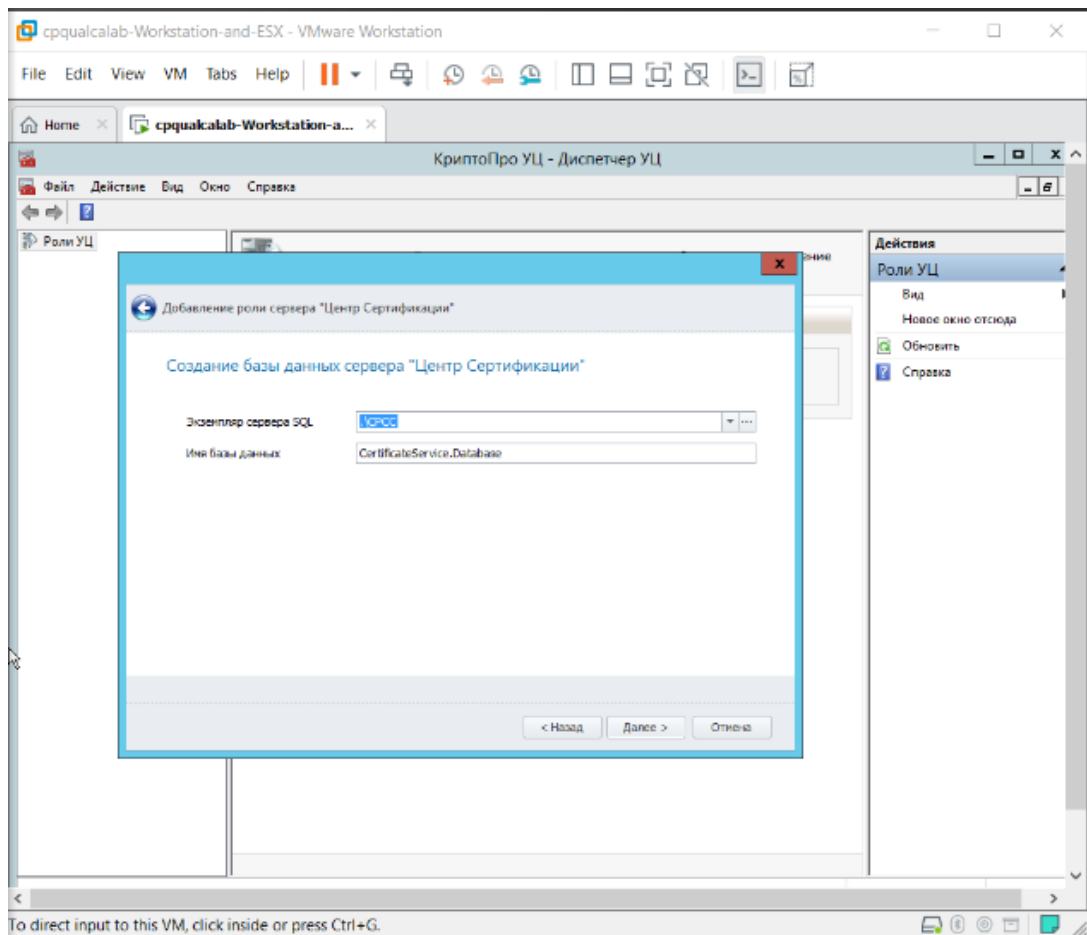 cpqualcalab-Workstation-and-ESX - VMware Workstation
File Edit View VM Tabs Help
Home
cpqualcalab-Workstation-a...
КриптоПро УЦ - Диспетчер УЦ
Файл Действие Вид Окно Справка
Роли УЦ
Действия
Роли УЦ
Вид
Новое окно отсюда
Обновить
Справка
Добавление роли сервера "Центр Сертификации"
Создание базы данных сервера "Центр Сертификации"
Экземпляр сервера SQL
.\CPCC
Имя базы данных
CertificateService.Database
< Назад Далее > Отмена
To direct input to this VM, click inside or press Ctrl+G.